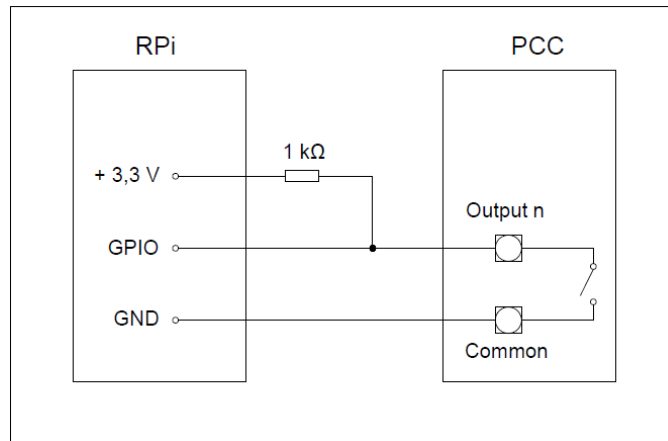 RPi
PCC
1 kΩ
+ 3,3 V
Output n
GPIO
GND
Common